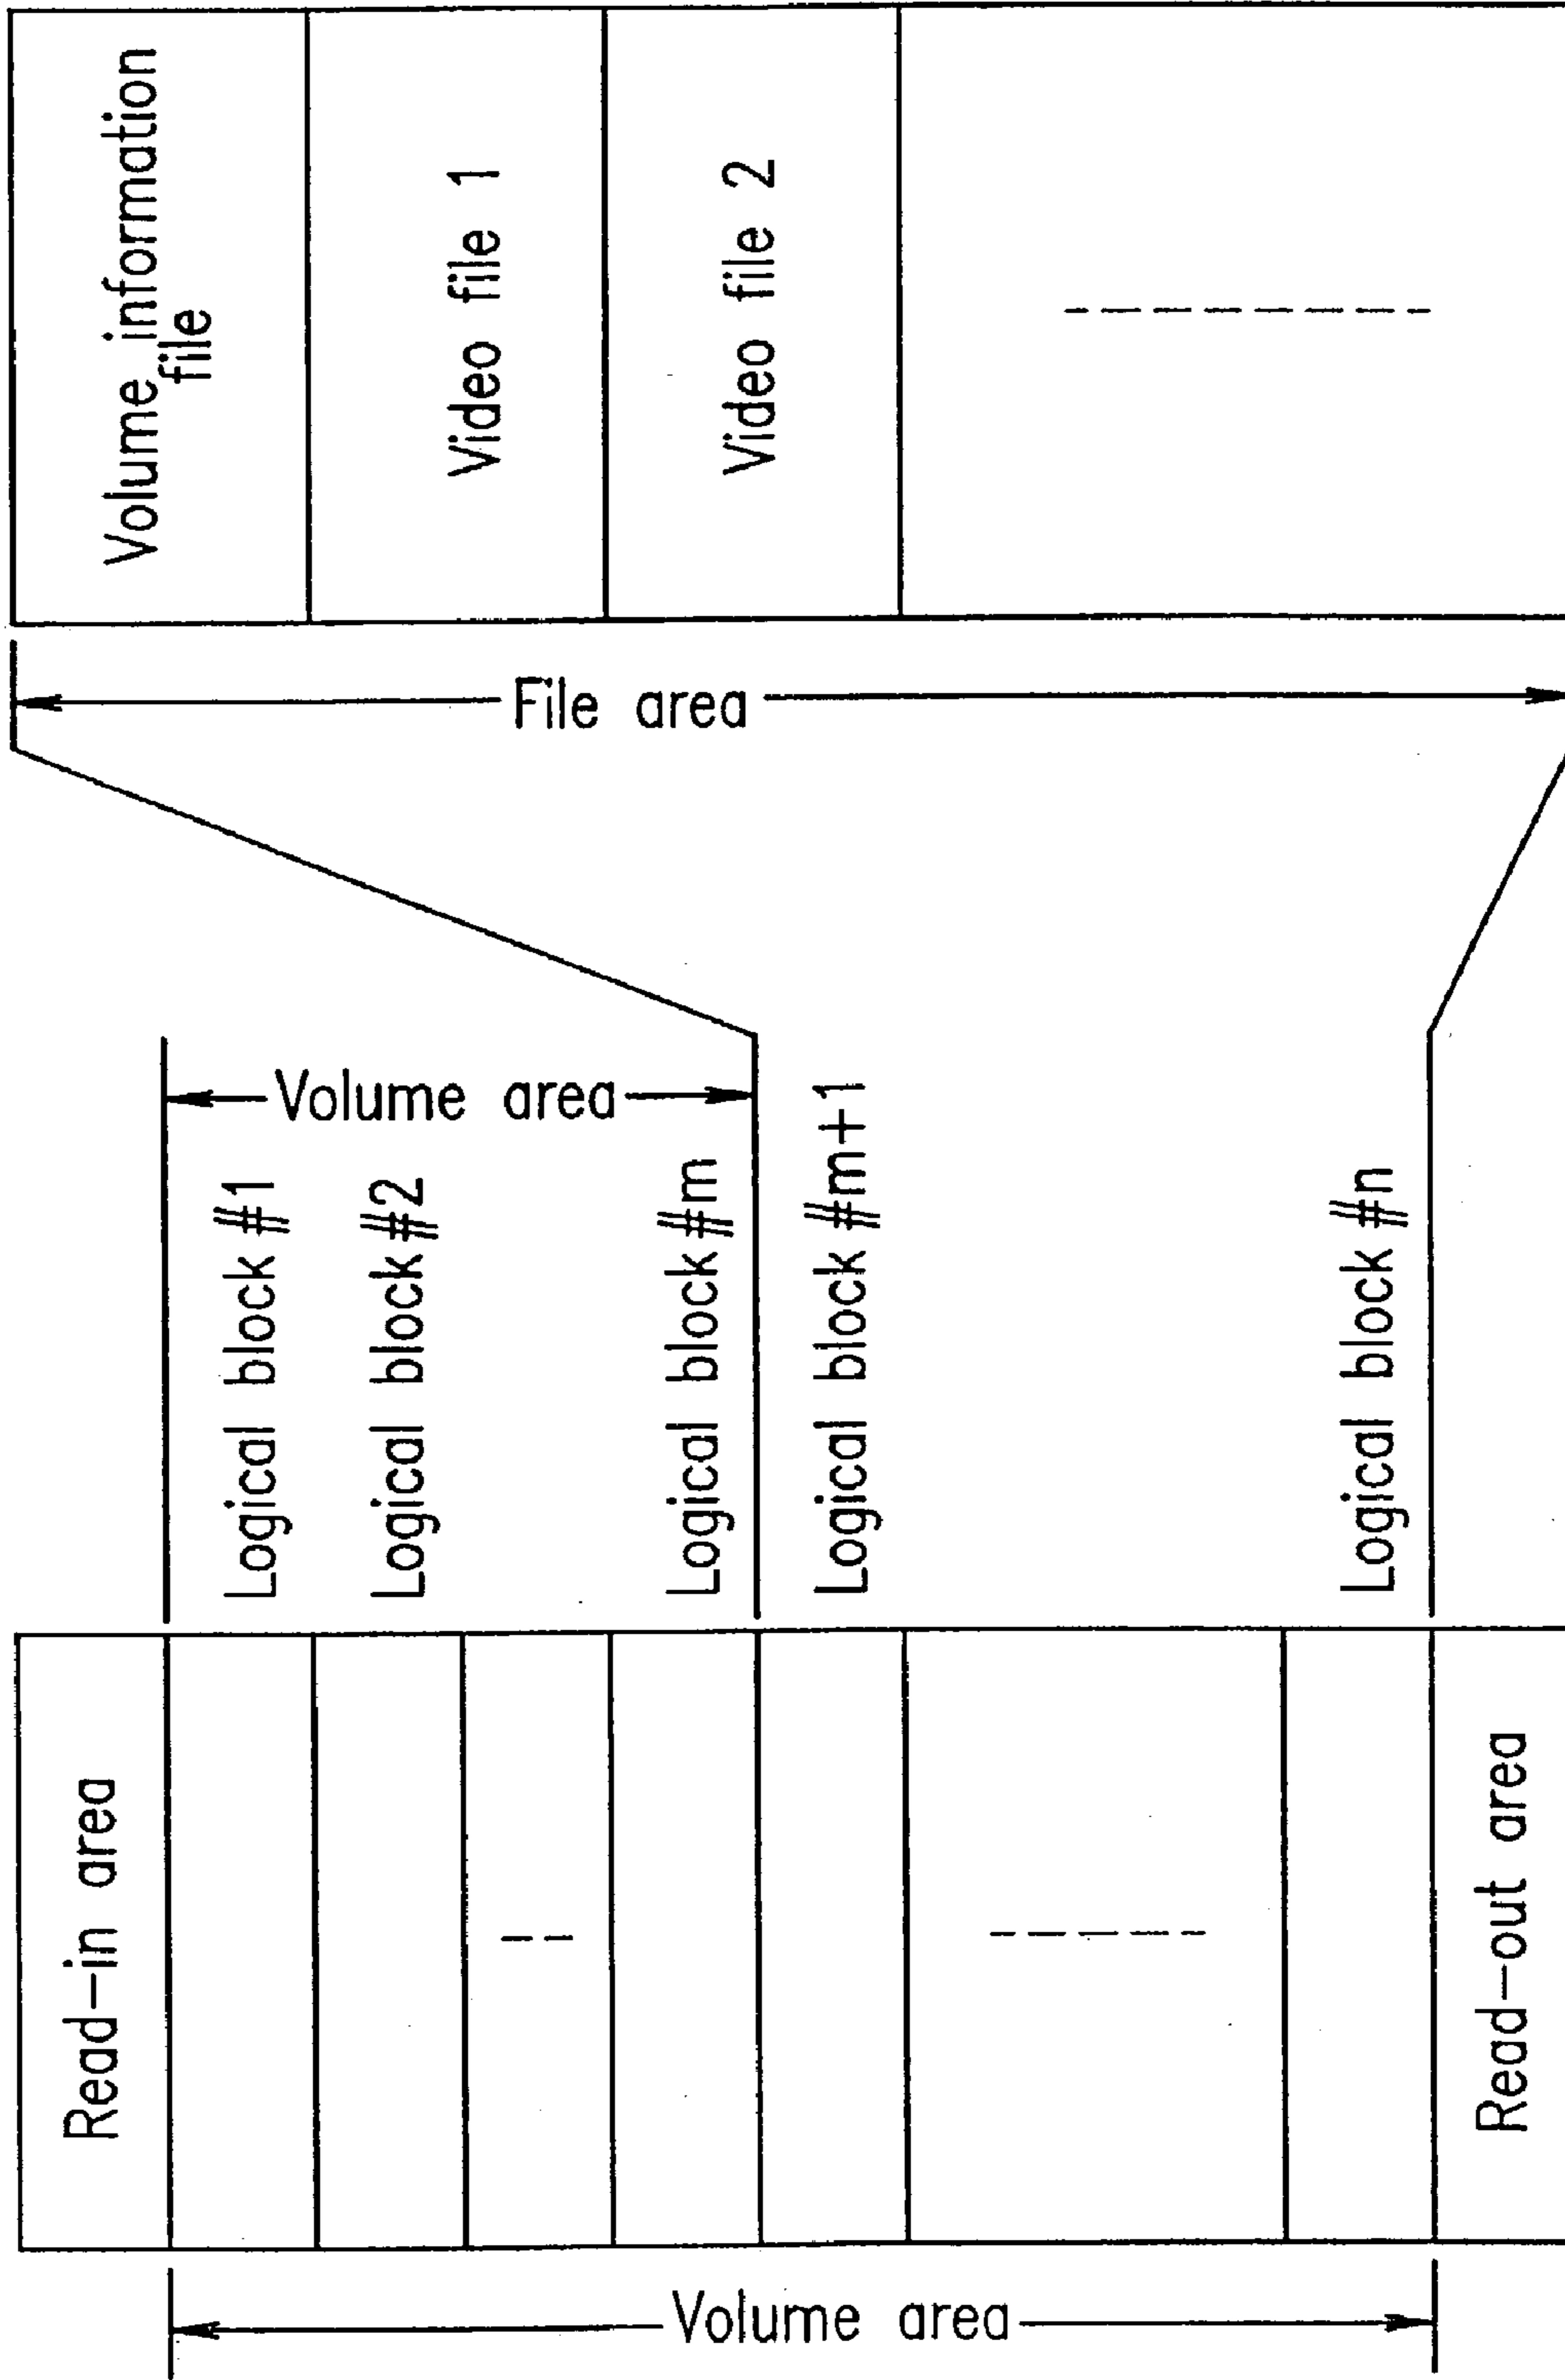 Volume area
Read-in area
Read-out area
Logical block #1
Logical block #2
Logical block #m
Logical block #m+1
Logical block #n
Volume area
File area
Volume information
file
Video file 1
Video file 2